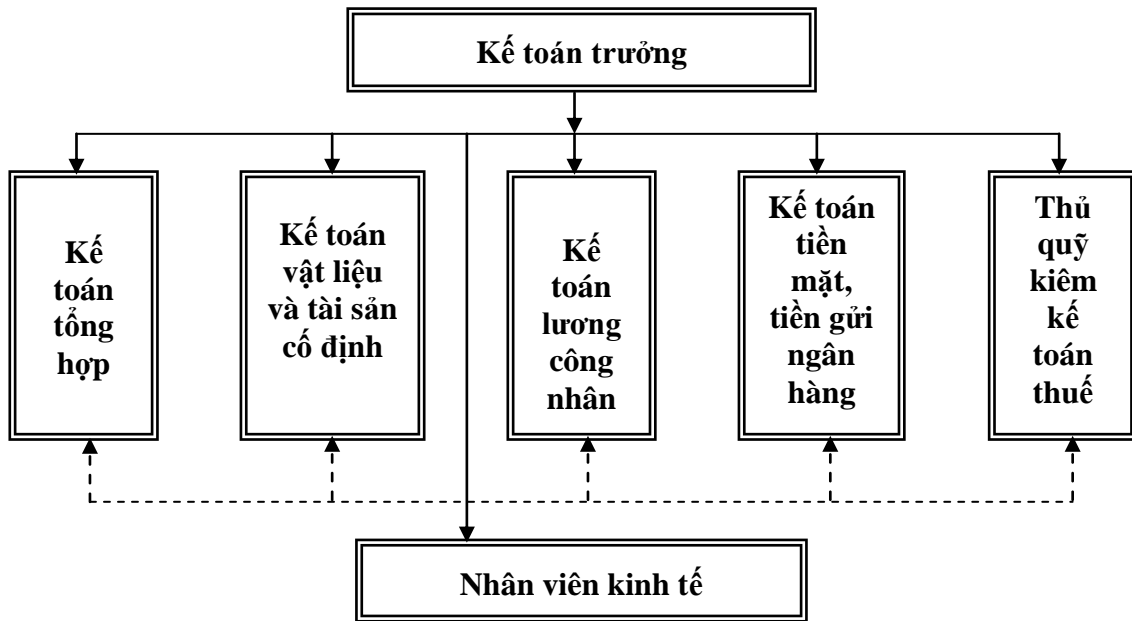 Kế toán trưởng
Kế
toán
tổng
hợp
Kế toán
vật liệu
và tài sản
cố định
Kế
toán
lương
công
nhân
Kế toán
tiền
mặt,
tiền gửi
ngân
hàng
Thủ
quỹ
kiêm
kế
toán
thuế
Nhân viên kinh tế